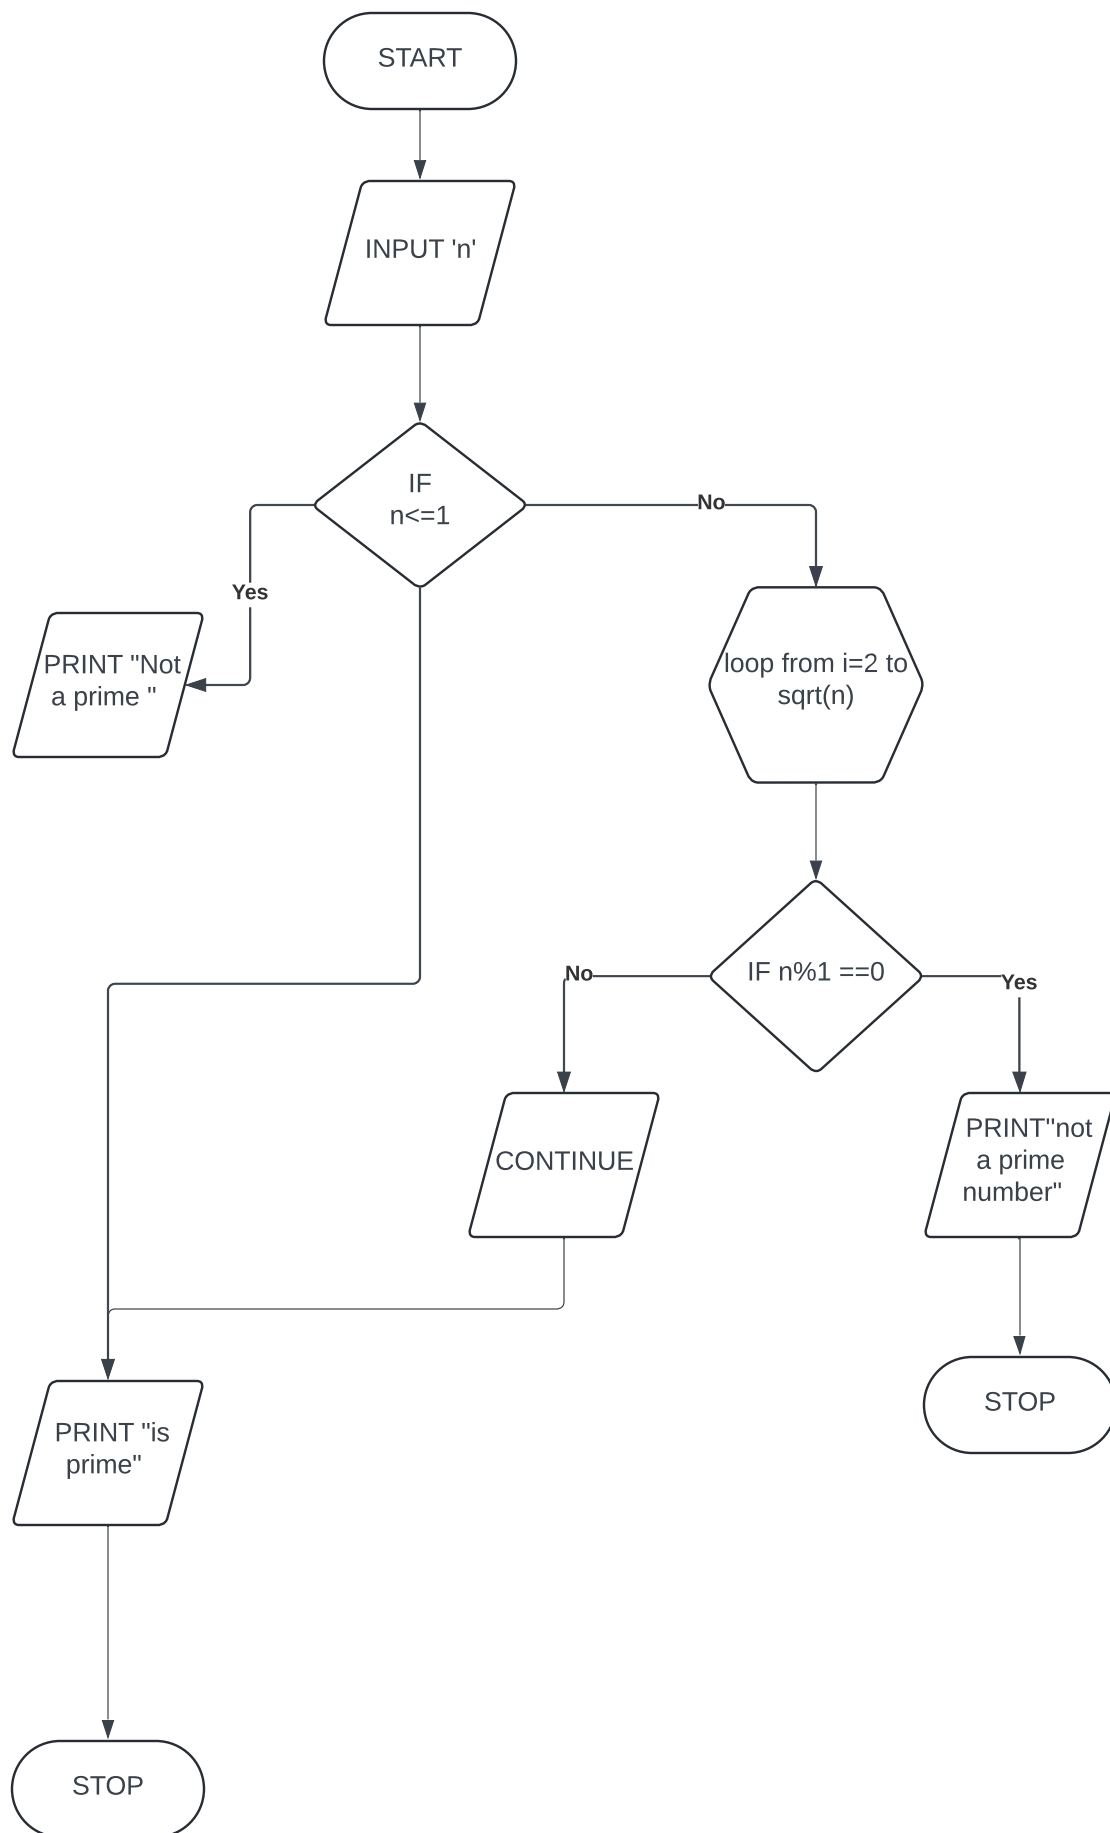 START
INPUT 'n'
IF
n<=1
No
Yes
PRINT "Not
a prime "
loop from i=2 to
sqrt(n)
IF n%1 ==0
No
Yes
CONTINUE
PRINT"not
a prime
number"
PRINT "is
prime"
STOP
STOP